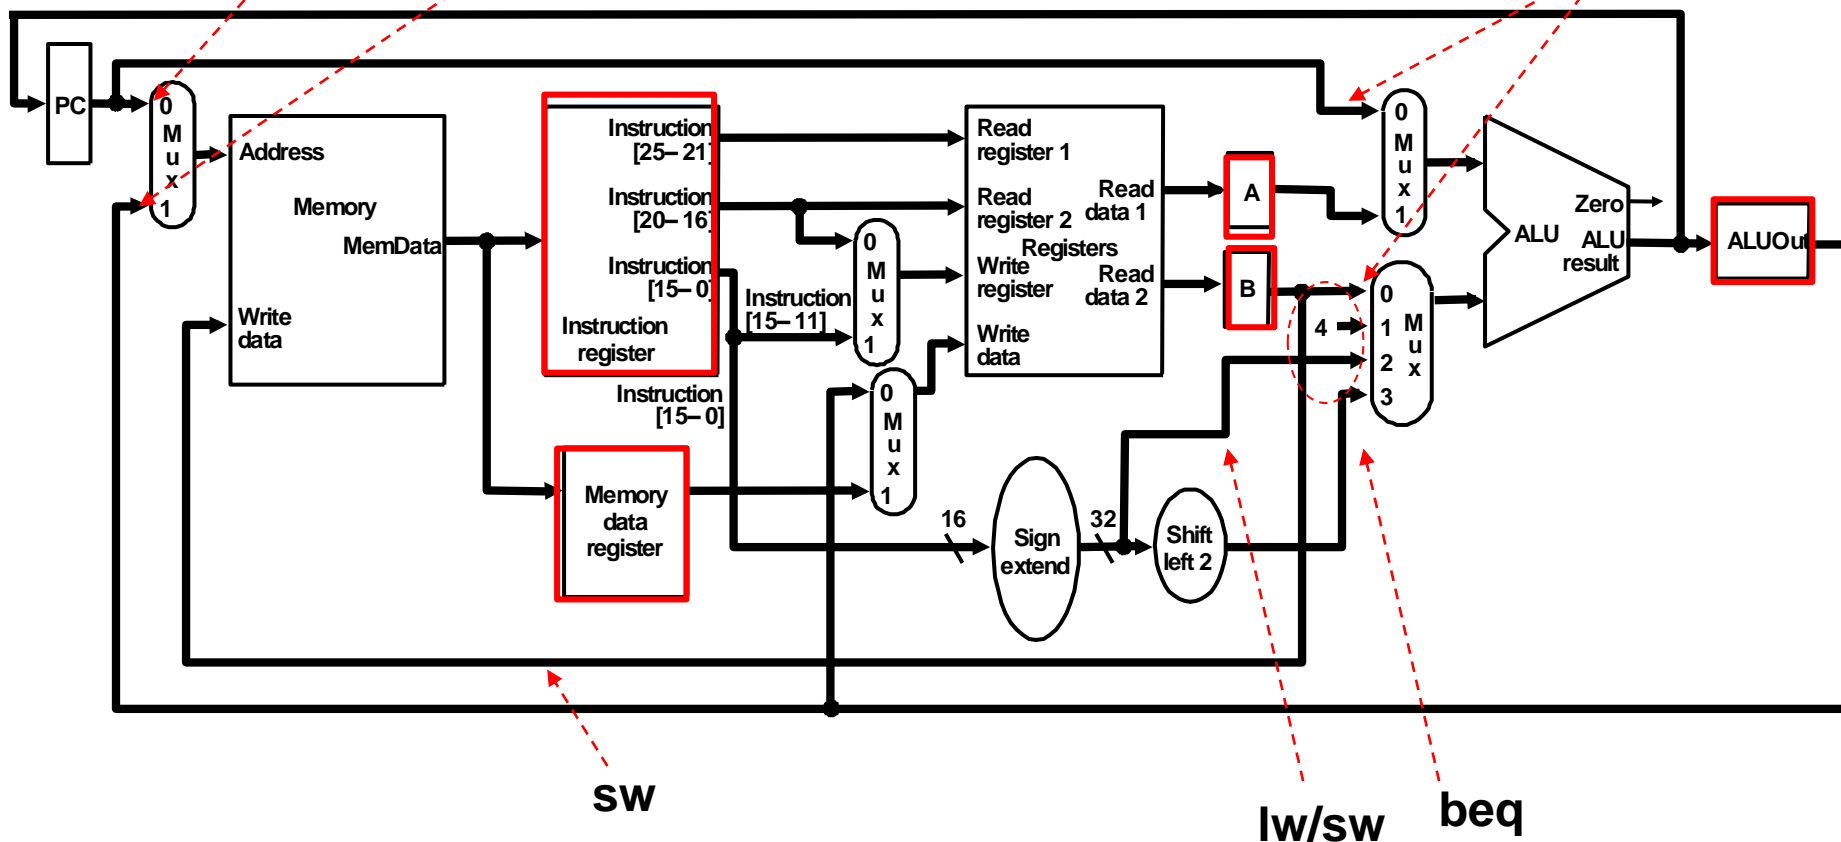 PC
0
M
u
x
1
Address
Memory
MemData
Write
data
Instruction
[25–21]
Instruction
[20–16]
Instruction
[15–0]
Instruction
register
Instruction
[15–11]
Instruction
[15–0]
Memory
data
register
0
M
u
x
1
0
M
u
x
1
Read
register 1
Read
register 2
Registers
Write
register
Write
data
Read
data 1
Read
data 2
16
Sign
extend
32
Shift
left 2
A
B
4
0
M
u
x
1
0
1
2
3
M
u
x
Zero
ALU
ALU
result
ALUOut
sw
lw/sw
beq